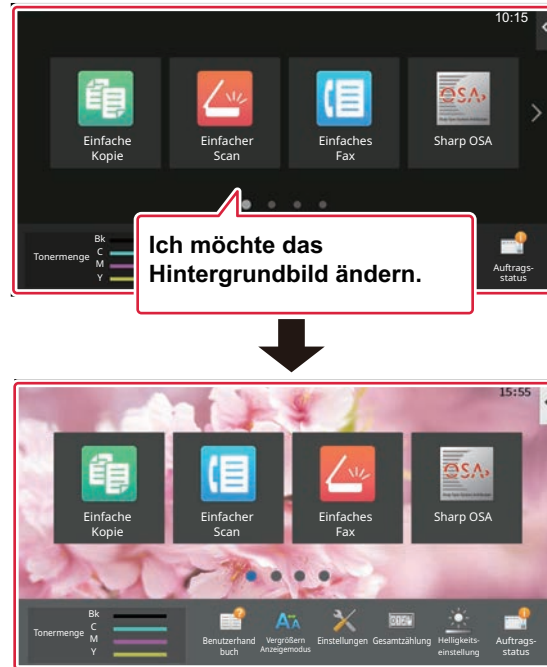 10:15
Einfache
Kopie
Einfacher
Scan
Einfaches
Fax
OSA
Sharp OSA
Tonermenge
Bk
C
M
Y
Ich möchte das
Hintergrundbild ändern.
Auftrags-
status
15:55
Einfache
Kopie
Einfacher
Scan
Einfaches
Fax
OSA
Sharp OSA
Tonermenge
Bk
C
M
Y
Benutzerhand
buch
Vergrößern
Anzeigemodus
Einstellungen
Gesamtzählung
Helligkeits-
einstellung
Auftrags-
status